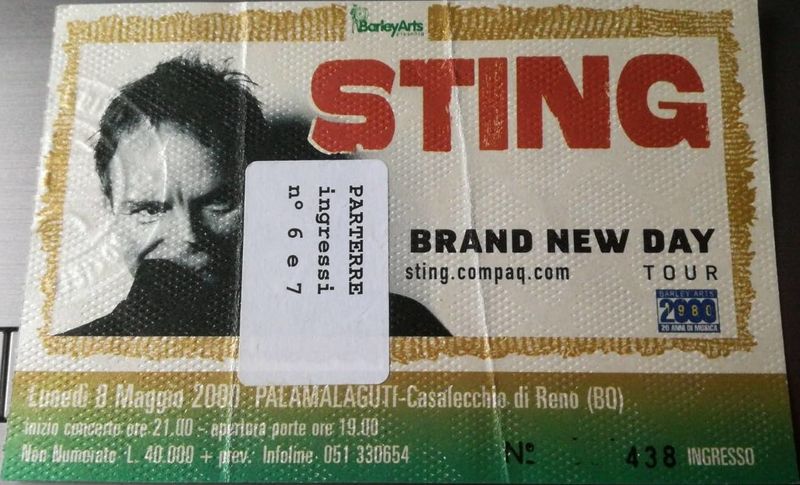 BarleyArts
STING
PARTERRE
ingressi
n° 6 e 7
BRAND NEW DAY
sting.compaq.com TOUR
BARLEY ARTS
20 ANNI DI MUSICA
Lunedì 8 Maggio 2000 PALAMALAGUTI-Casalecchio di Reno (BO)
inizio concerto ore 21.00 - apertura porte ore 19.00
Non Numerato L. 40.000 + prev. Infoline 051 330654
N° 438 INGRESSO